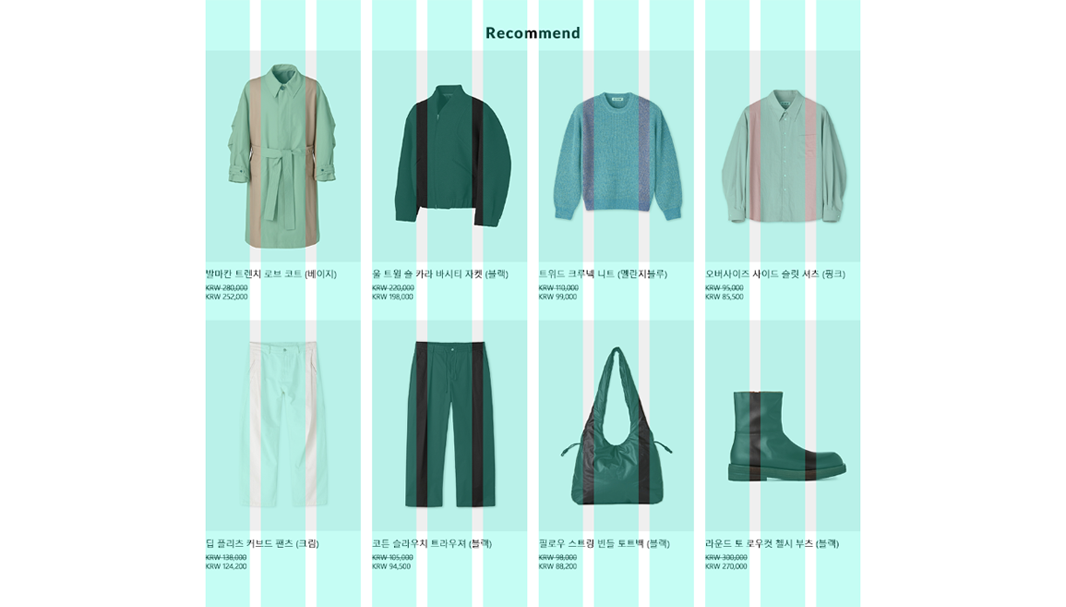 Recommend
발마칸 트렌치 로브 코트 (베이지)
KRW 280,000
KRW 252,000
울 트윌 숄 카라 바시티 자켓 (블랙)
KRW 220,000
KRW 198,000
트위드 크루넥 니트 (멜란지블루)
KRW 110,000
KRW 99,000
오버사이즈 사이드 슬릿 셔츠 (핑크)
KRW 95,000
KRW 85,500
딥 플리츠 커브드 팬츠 (크림)
KRW 138,000
KRW 124,200
코튼 슬라우치 트라우져 (블랙)
KRW 105,000
KRW 94,500
필로우 스트링 번들 토트백 (블랙)
KRW 98,000
KRW 88,200
라운드 토 로우컷 첼시 부츠 (블랙)
KRW 300,000
KRW 270,000